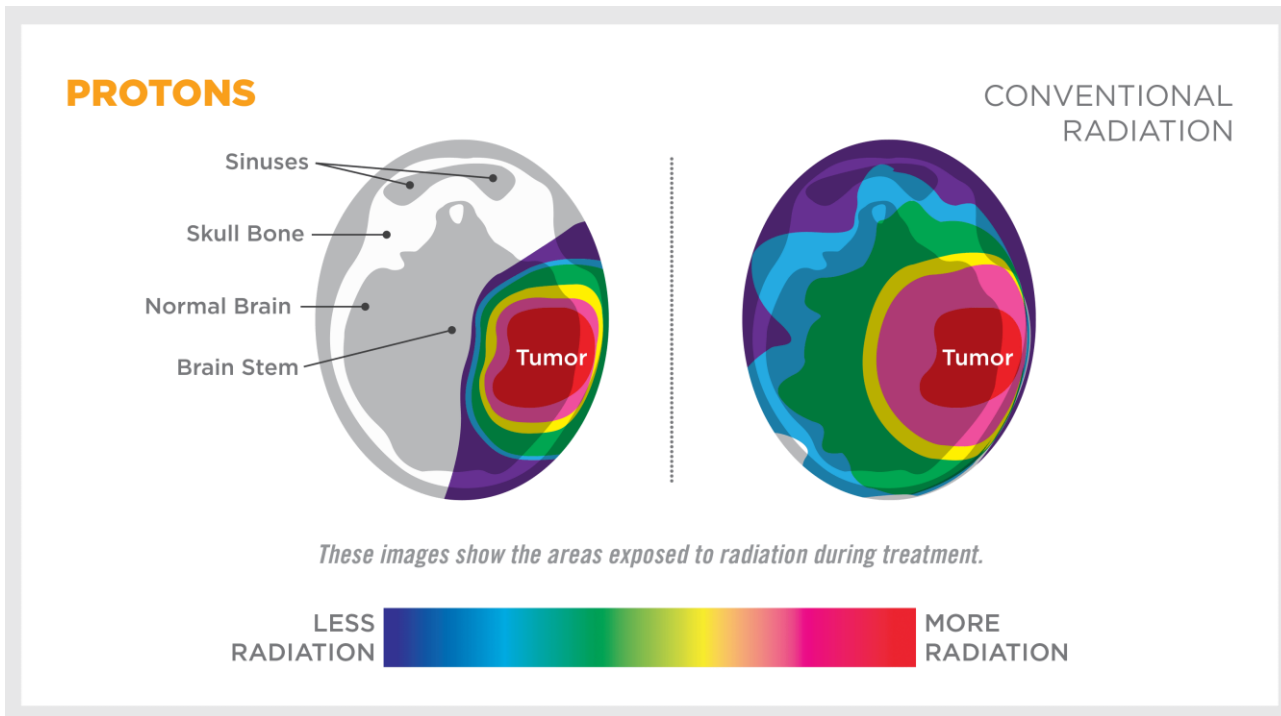 PROTONS
CONVENTIONAL
RADIATION
Sinuses
Skull Bone
Normal Brain
Brain Stem
Tumor
Tumor
These images show the areas exposed to radiation during treatment.
LESS
RADIATION
MORE
RADIATION